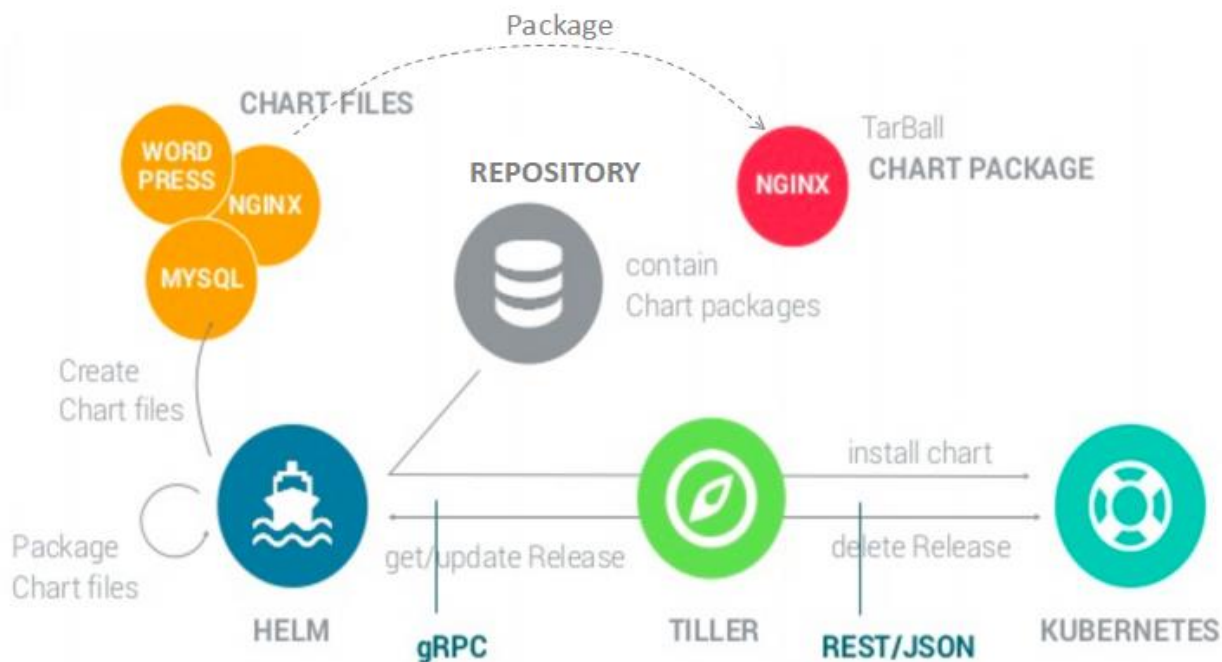 Package
CHART FILES
WORD
PRESS
NGINX
MYSQL
REPOSITORY
contain
Chart packages
TarBall
CHART PACKAGE
NGINX
Create
Chart files
Package
Chart files
install chart
get/update Release
delete Release
HELM
gRPC
TILLER
REST/JSON
KUBERNETES